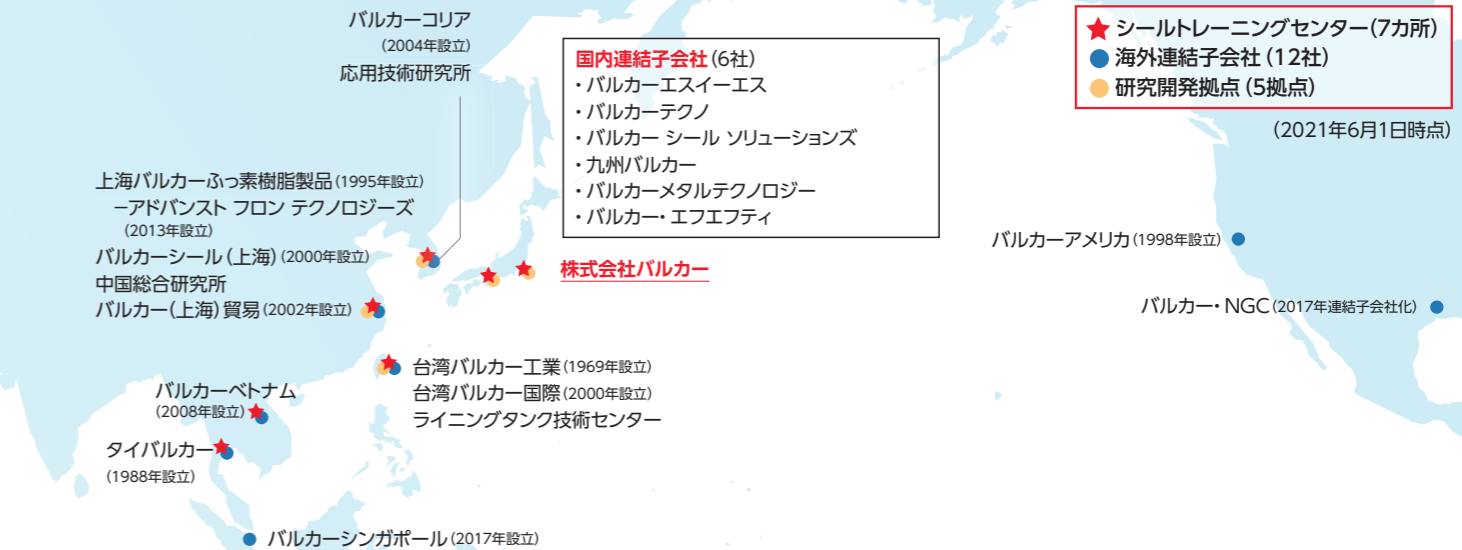 バルカーコリア
(2004年設立)
応用技術研究所
国内連結子会社(6社)
・バルカーエスイーエス
・バルカーテクノ
・バルカー シール ソリューションズ
・九州バルカー
・バルカーメタルテクノロジー
・バルカー・エフエフティ
★ シールトレーニングセンター(7カ所)
● 海外連結子会社(12社)
● 研究開発拠点(5拠点)
(2021年6月1日時点)
上海バルカーふっ素樹脂製品(1995年設立)
−アドバンスト フロン テクノロジーズ
(2013年設立)
バルカーシール(上海)(2000年設立)
中国総合研究所
バルカー(上海)貿易(2002年設立)
株式会社バルカー
バルカーアメリカ(1998年設立)
バルカー・NGC(2017年連結子会社化)
台湾バルカー工業(1969年設立)
台湾バルカー国際(2000年設立)
ライニングタンク技術センター
バルカーベトナム
(2008年設立)
タイバルカー
(1988年設立)
バルカーシンガポール(2017年設立)